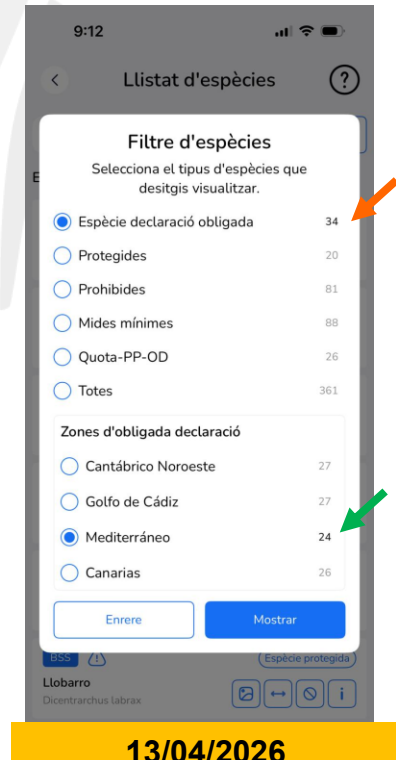 9:12
Llistat d'espècies
?
Filtre d'espècies
Selecciona el tipus d'espècies que
desitgis visualitzar.
E
Espècie declaració obligada 34
Protegides 20
Prohibides 81
Mides mínimes 88
Quota-PP-OD 26
Totes 361
Zones d'obligada declaració
Cantábrico Noroeste 27
Golfo de Cádiz 27
Mediterráneo 24
Canarias 26
Enrere Mostrar
BSS Espècie protegida
Llobarro
Dicentrarchus labrax
13/04/2026